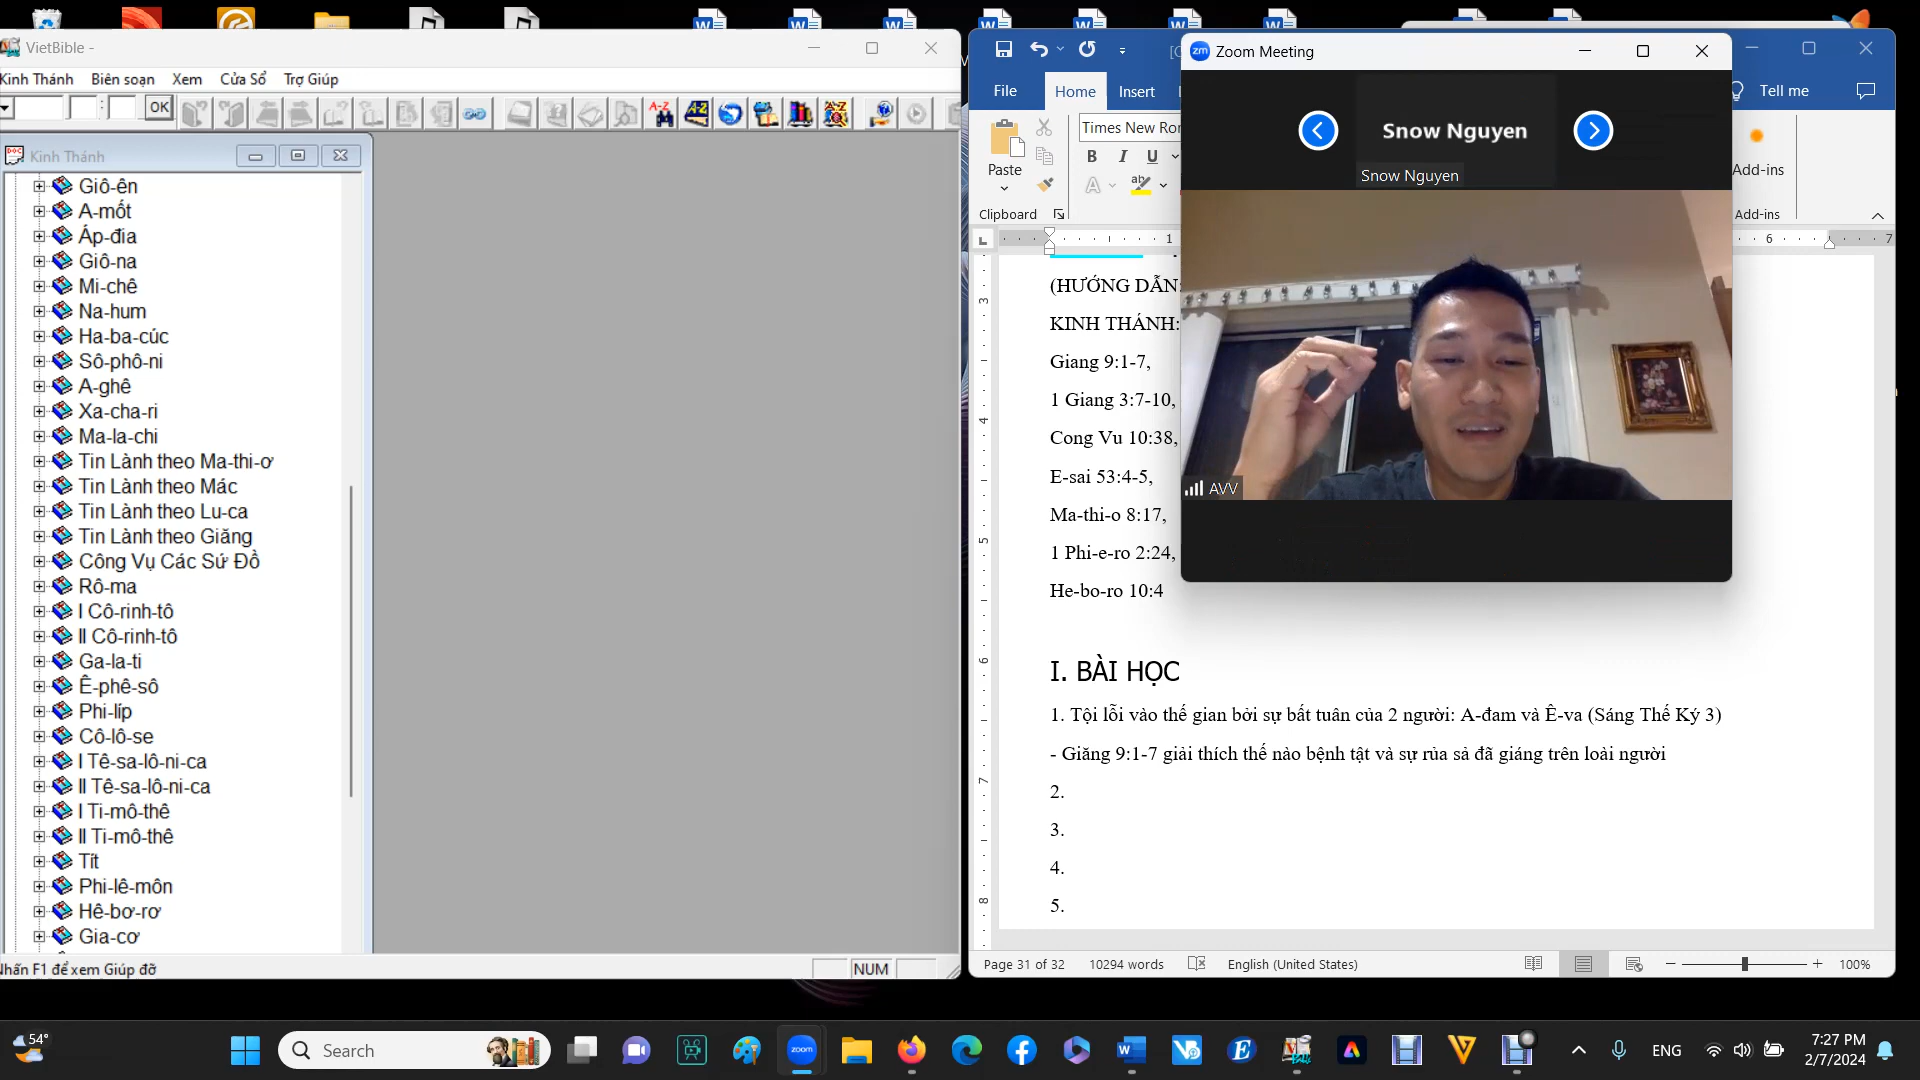 VietBible -
Kinh Thánh Biên soạn Xem Cửa Sổ Trợ Giúp
: OK
Kinh Thánh
Giô-ên
A-mốt
Áp-đia
Giô-na
Mi-chê
Na-hum
Ha-ba-cúc
Sô-phô-ni
A-ghê
Xa-cha-ri
Ma-la-chi
Tin Lành theo Ma-thi-ơ
Tin Lành theo Mác
Tin Lành theo Lu-ca
Tin Lành theo Giăng
Công Vụ Các Sứ Đồ
Rô-ma
I Cô-rinh-tô
II Cô-rinh-tô
Ga-la-ti
Ê-phê-sô
Phi-líp
Cô-lô-se
I Tê-sa-lô-ni-ca
II Tê-sa-lô-ni-ca
I Ti-mô-thê
II Ti-mô-thê
Tít
Phi-lê-môn
Hê-bơ-rơ
Gia-cơ
Nhấn F1 để xem Giúp đỡ
NUM
File Home Insert Tell me
Times New Ro
Paste
B I U
Clipboard
Add-ins
Add-ins
Zoom Meeting
Snow Nguyen
Snow Nguyen
AVV
(HƯỚNG DẪN
KINH THÁNH:
Giang 9:1-7,
1 Giang 3:7-10,
Cong Vu 10:38,
E-sai 53:4-5,
Ma-thi-o 8:17,
1 Phi-e-ro 2:24,
He-bo-ro 10:4
I. BÀI HỌC
1. Tội lỗi vào thế gian bởi sự bất tuân của 2 người: A-đam và Ê-va (Sáng Thế Ký 3)
- Giăng 9:1-7 giải thích thế nào bệnh tật và sự rủa sả đã giáng trên loài người
2.
3.
4.
5.
Page 31 of 32 10294 words English (United States) 100%
54°
Search
zoom
ENG
7:27 PM
2/7/2024